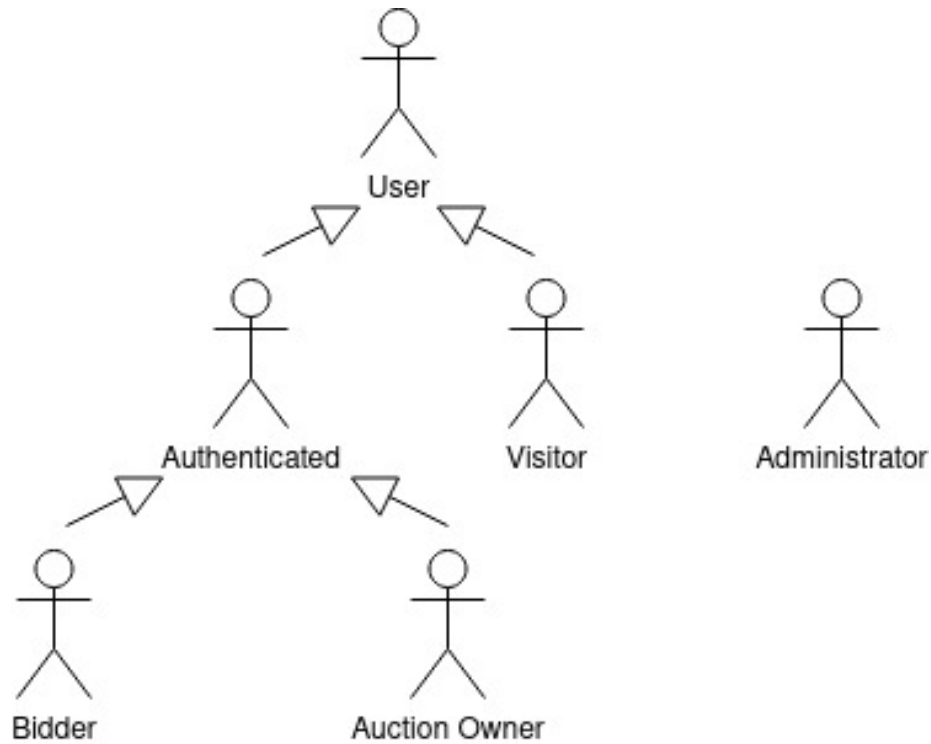 User
Authenticated
Visitor
Administrator
Bidder
Auction Owner